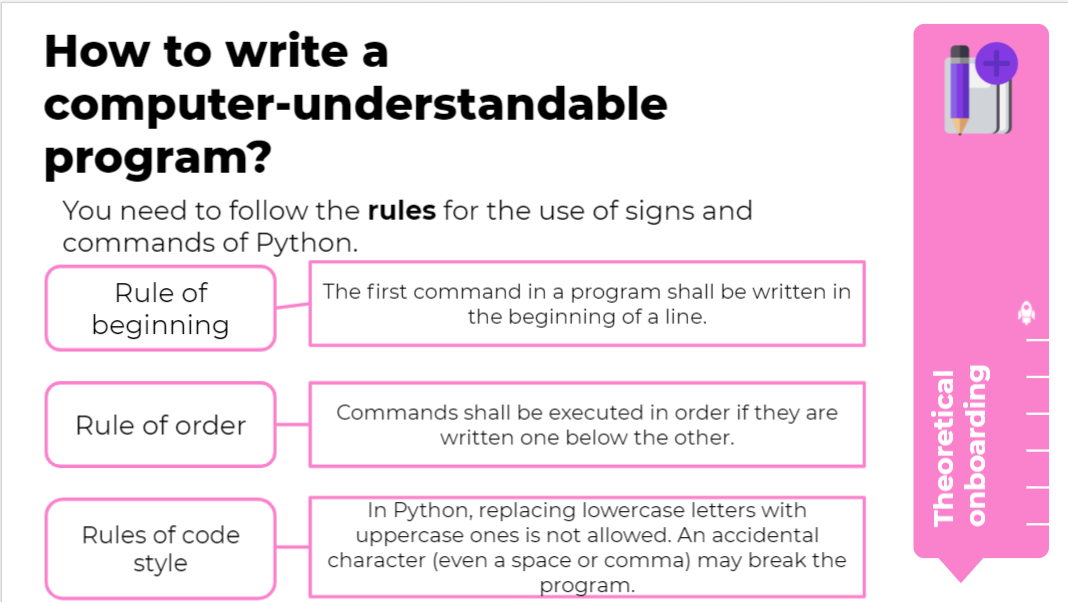 How to write a
computer-understandable
program?
You need to follow the rules for the use of signs and
commands of Python.
Rule of
beginning
The first command in a program shall be written in
the beginning of a line.
Rule of order
Commands shall be executed in order if they are
written one below the other.
Rules of code
style
In Python, replacing lowercase letters with
uppercase ones is not allowed. An accidental
character (even a space or comma) may break the
program.
Theoretical
onboarding